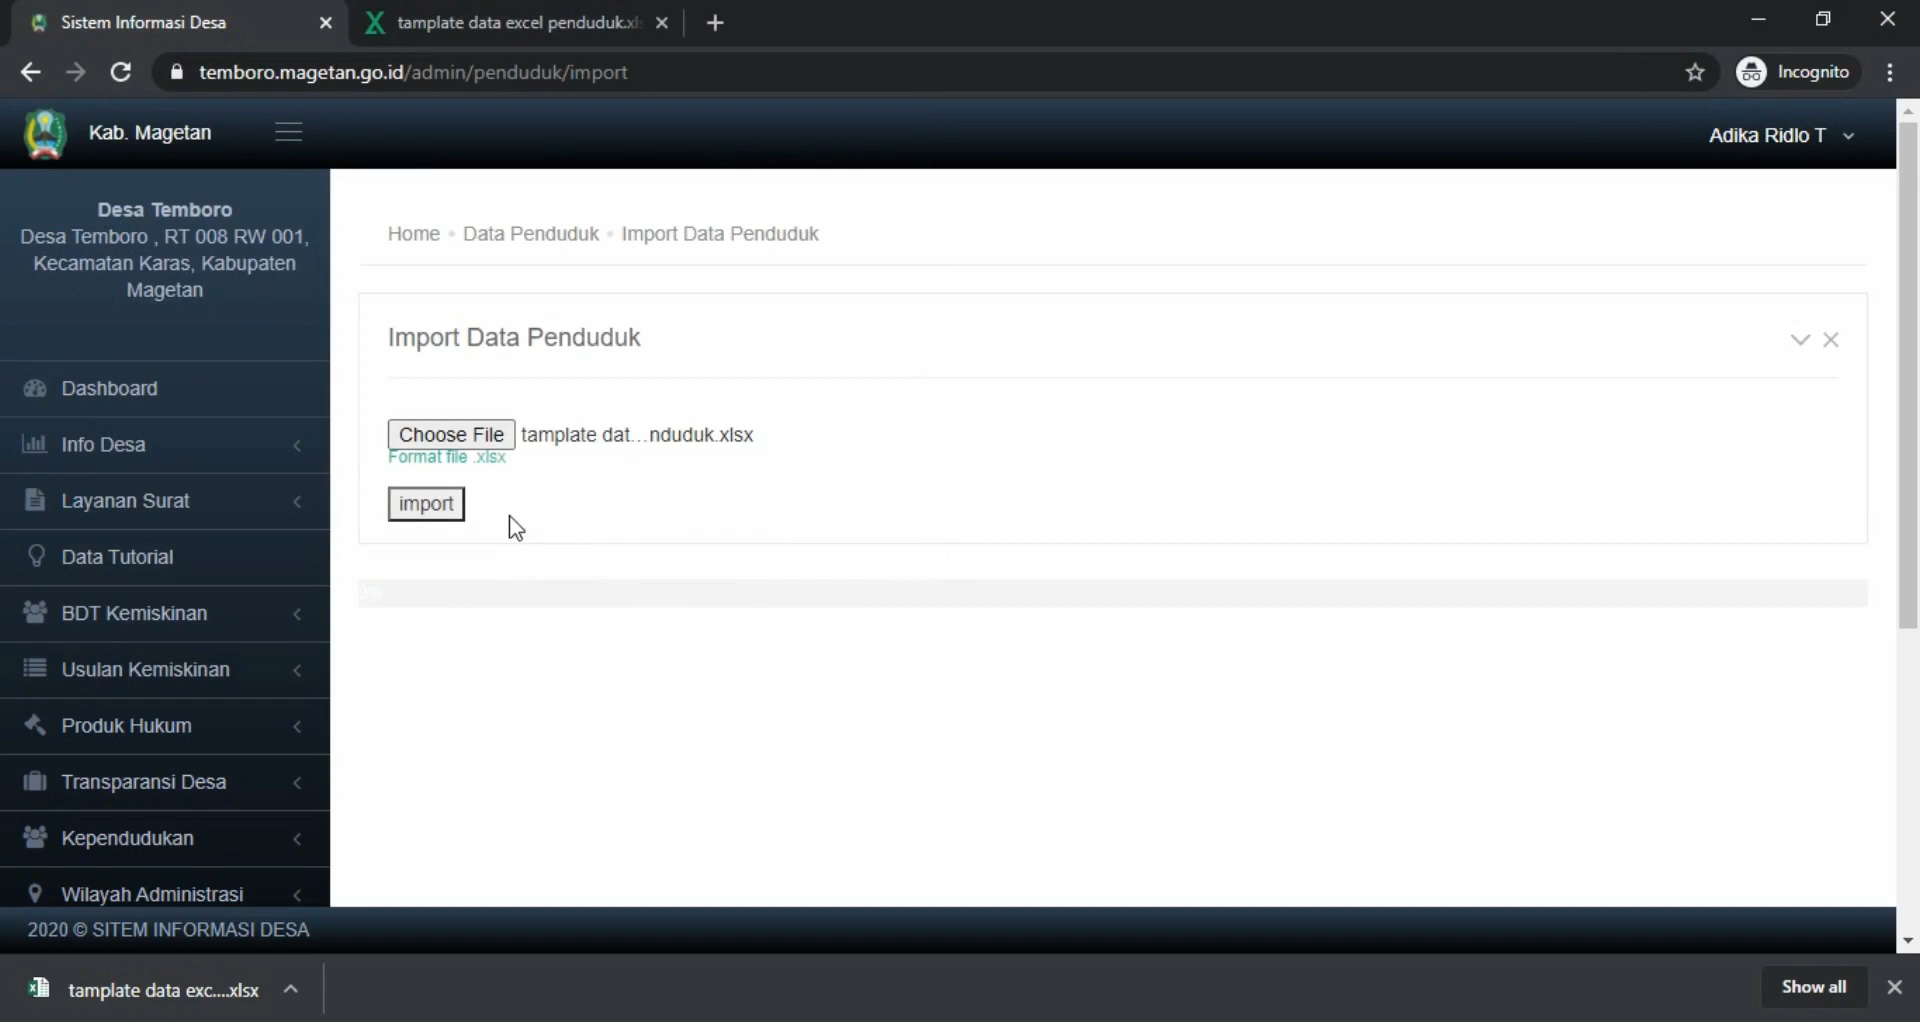 Sistem Informasi Desa
tamplate data excel penduduk.xl
temboro.magetan.go.id/admin/penduduk/import
Incognito
Kab. Magetan
Adika Ridlo T
Desa Temboro
Desa Temboro , RT 008 RW 001,
Kecamatan Karas, Kabupaten
Magetan
Dashboard
Info Desa
Layanan Surat
Data Tutorial
BDT Kemiskinan
Usulan Kemiskinan
Produk Hukum
Transparansi Desa
Kependudukan
Wilayah Administrasi
Home • Data Penduduk • Import Data Penduduk
Import Data Penduduk
Choose File tamplate dat...nduduk.xlsx
Format file .xlsx
import
0%
2020 © SITEM INFORMASI DESA
tamplate data exc....xlsx
Show all